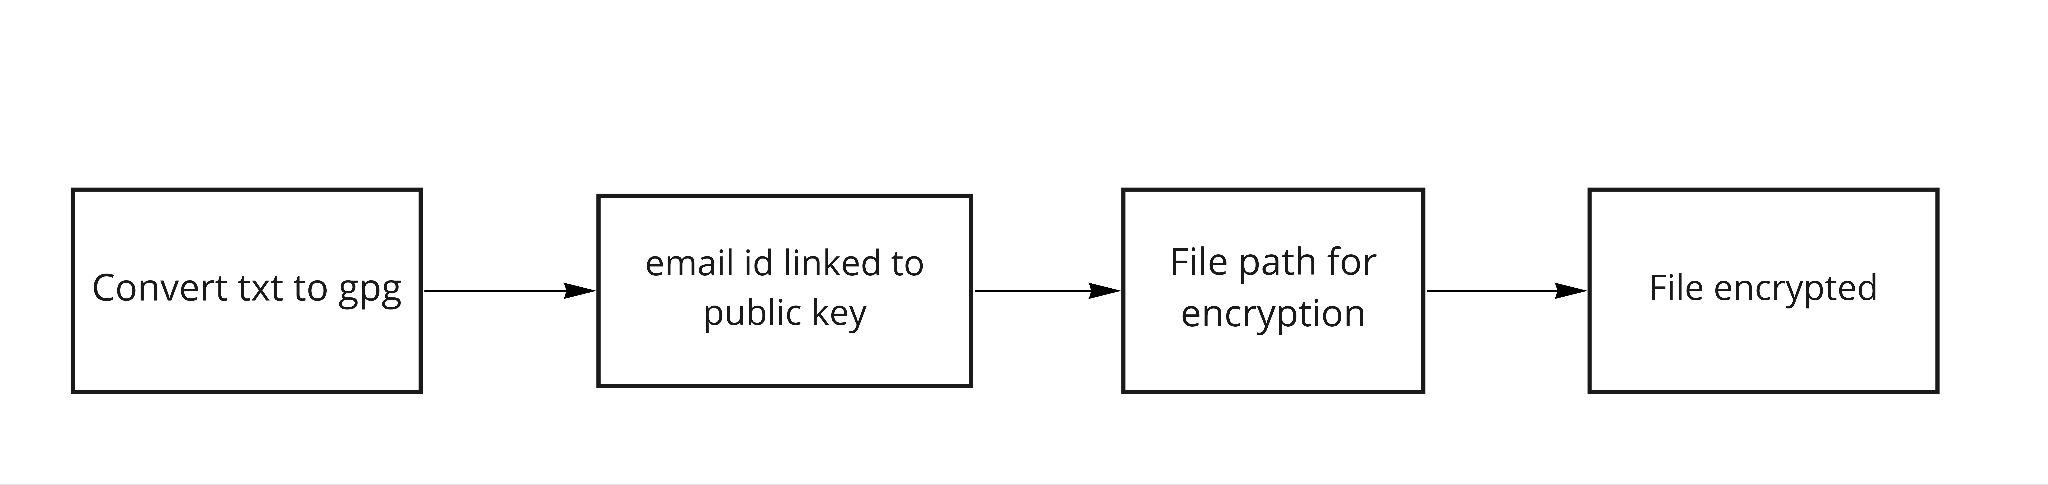 Convert txt to gpg
email id linked to
public key
File path for
encryption
File encrypted